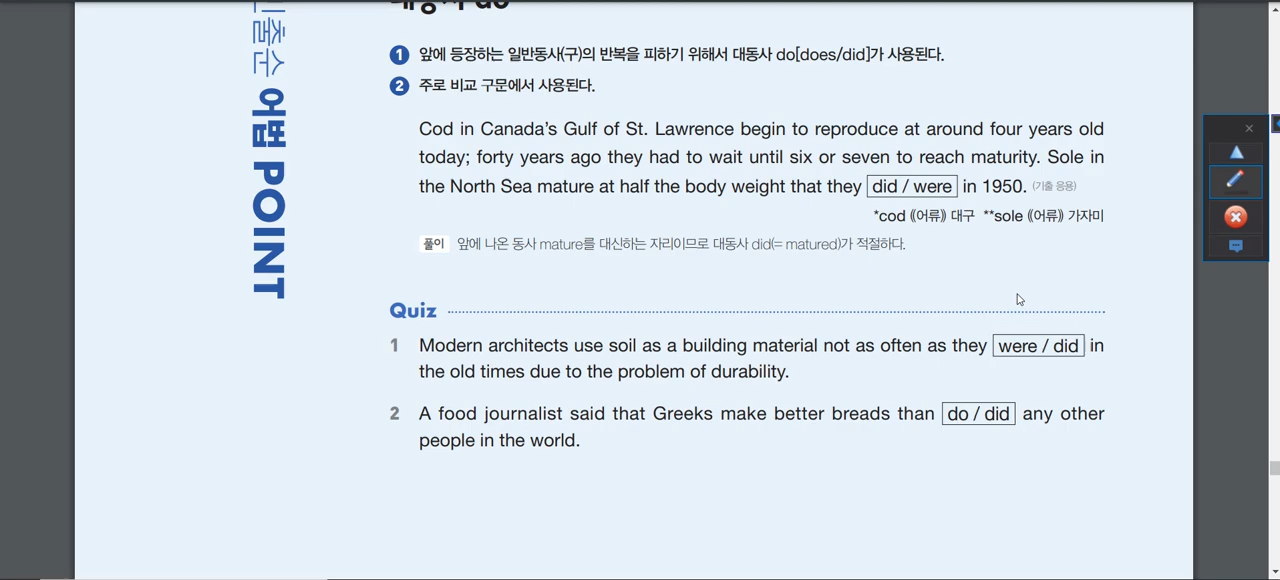 대동사 do
기출순 어법 POINT
1 앞에 등장하는 일반동사(구)의 반복을 피하기 위해서 대동사 do[does/did]가 사용된다.
2 주로 비교 구문에서 사용된다.
Cod in Canada’s Gulf of St. Lawrence begin to reproduce at around four years old
today; forty years ago they had to wait until six or seven to reach maturity. Sole in
the North Sea mature at half the body weight that they did / were in 1950. (기출 응용)
*cod 《어류》 대구 **sole 《어류》 가자미
풀이 앞에 나온 동사 mature를 대신하는 자리이므로 대동사 did(= matured)가 적절하다.
Quiz
1 Modern architects use soil as a building material not as often as they were / did in
the old times due to the problem of durability.
2 A food journalist said that Greeks make better breads than do / did any other
people in the world.